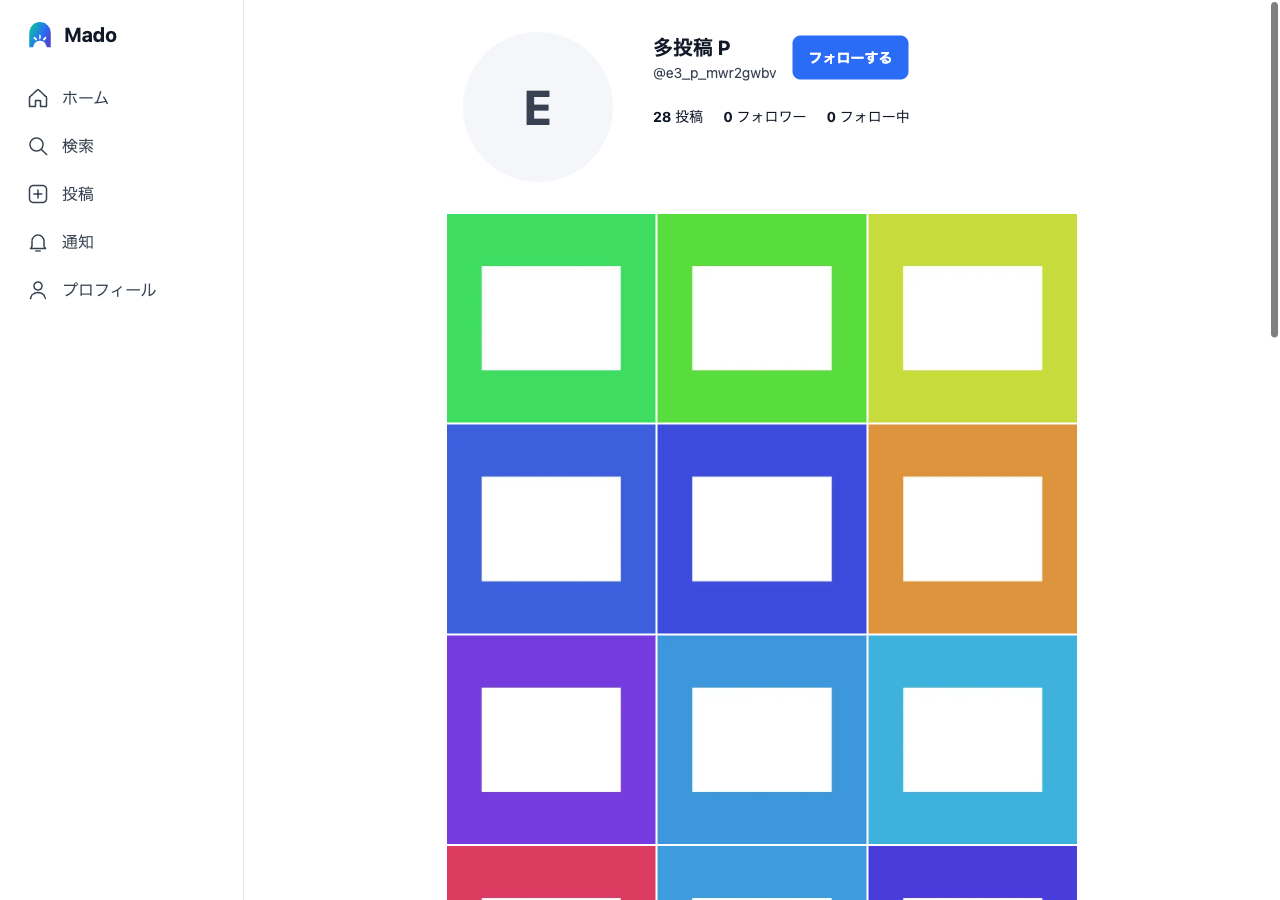 Mado
ホーム
検索
投稿
通知
プロフィール
E
多投稿 P
@e3_p_mwr2gwbv
フォローする
28 投稿 0 フォロワー 0 フォロー中